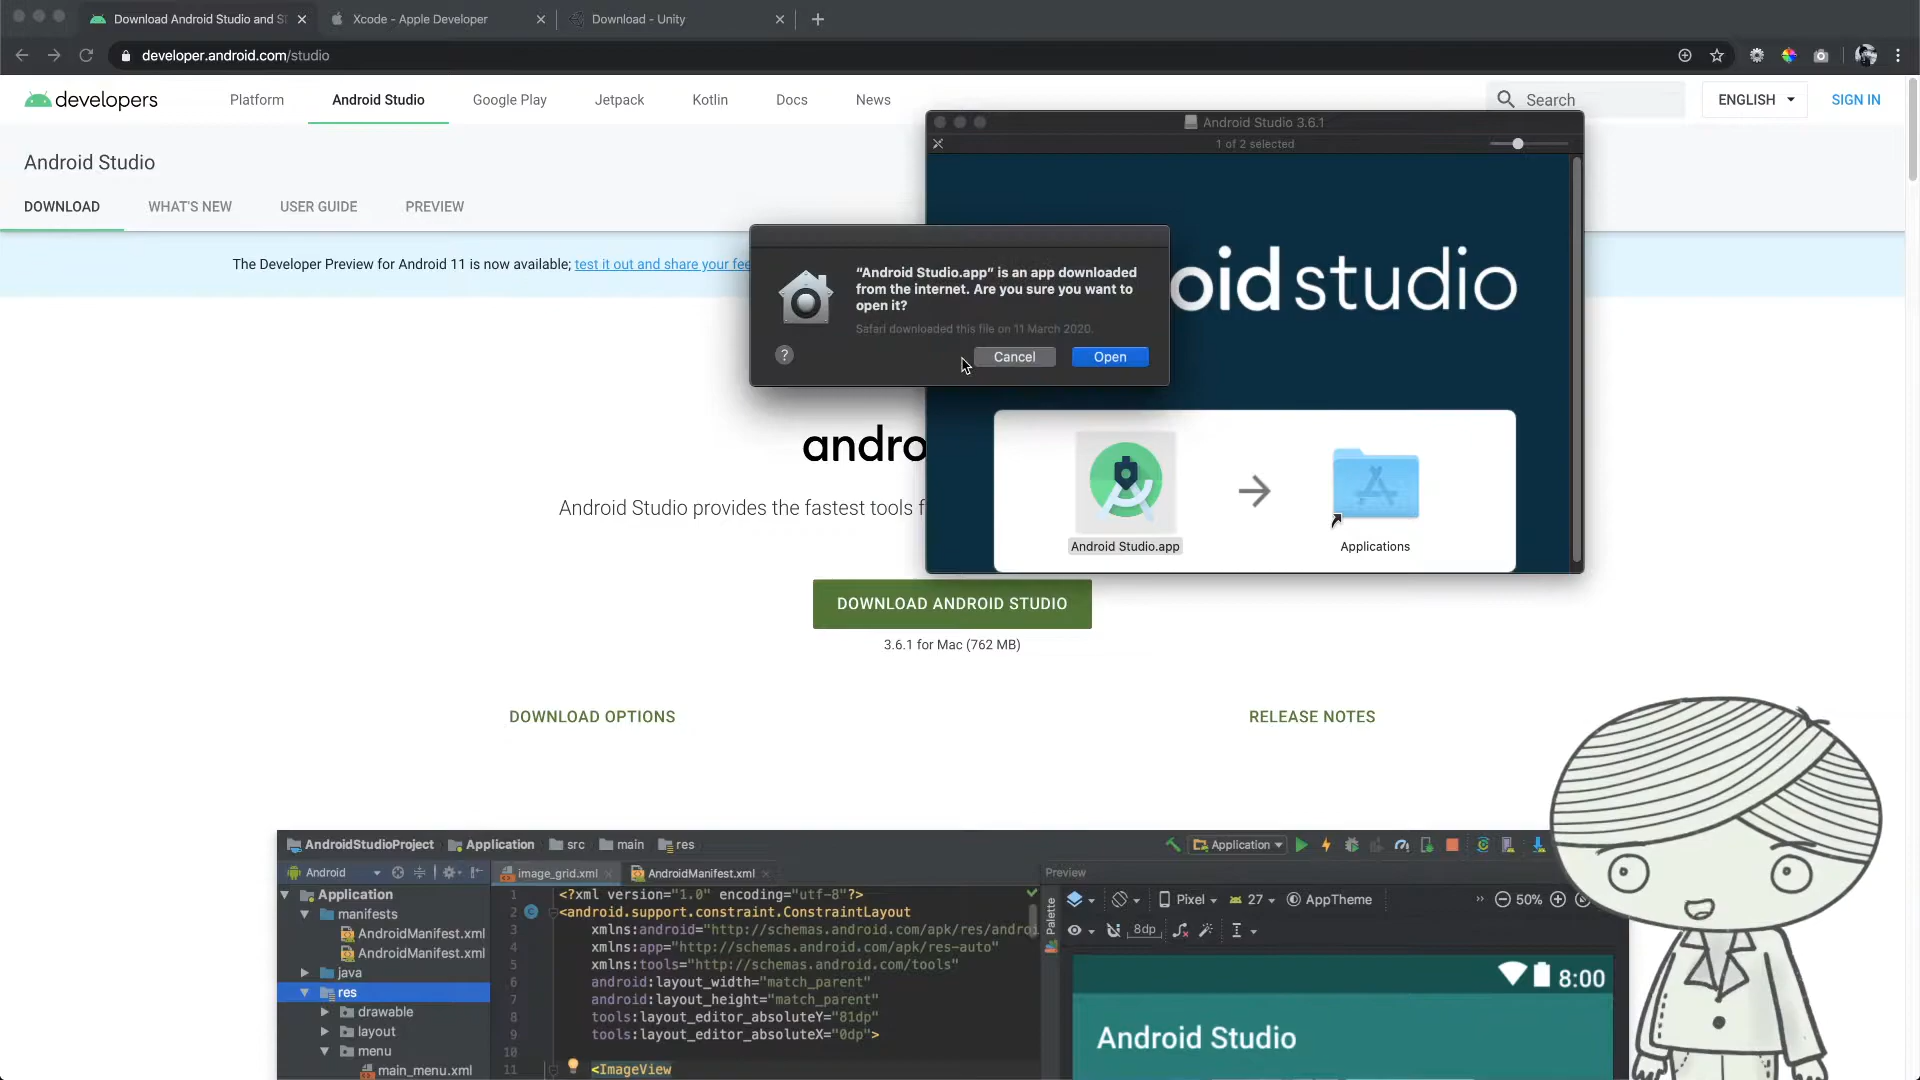 Download Android Studio and S
Xcode - Apple Developer
Download - Unity
developer.android.com/studio
developers
Platform
Android Studio
Google Play
Jetpack
Kotlin
Docs
News
Search
ENGLISH
SIGN IN
Android Studio
DOWNLOAD
WHAT'S NEW
USER GUIDE
PREVIEW
The Developer Preview for Android 11 is now available; test it out and share your fee
Android Studio 3.6.1
1 of 2 selected
oid studio
Android Studio.app
Applications
“Android Studio.app” is an app downloaded
from the internet. Are you sure you want to
open it?
Safari downloaded this file on 11 March 2020.
?
Cancel
Open
andro
Android Studio provides the fastest tools f
DOWNLOAD ANDROID STUDIO
3.6.1 for Mac (762 MB)
DOWNLOAD OPTIONS
RELEASE NOTES
AndroidStudioProject
Application
src
main
res
Application
Android
image_grid.xml
AndroidManifest.xml
Preview
Application
manifests
AndroidManifest.xml
AndroidManifest.xml
java
res
drawable
layout
menu
main_menu.xml
1 <?xml version="1.0" encoding="utf-8"?>
2 <android.support.constraint.ConstraintLayout
3 xmlns:android="http://schemas.android.com/apk/res/androi
4 xmlns:app="http://schemas.android.com/apk/res-auto"
5 xmlns:tools="http://schemas.android.com/tools"
6 android:layout_width="match_parent"
7 android:layout_height="match_parent"
8 tools:layout_editor_absoluteY="81dp"
9 tools:layout_editor_absoluteX="0dp">
10
11 <ImageView
Palette
Pixel
27
AppTheme
50%
8dp
8:00
Android Studio